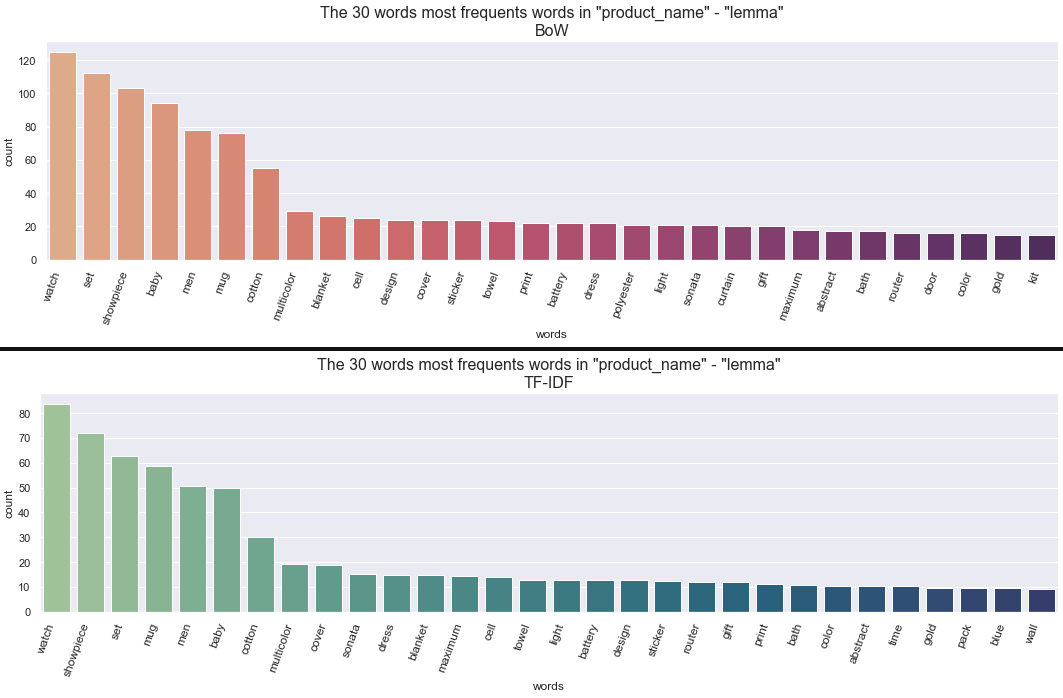 The 30 words most frequents words in "product_name" - "lemma"
BoW
120
100
80
60
40
20
0
count
watch set showpiece baby men mug cotton multicolor blanket cell design cover sticker towel print battery dress polyester light sonata curtain gift maximum abstract bath router door color gold kit
words
The 30 words most frequents words in "product_name" - "lemma"
TF-IDF
80
70
60
50
40
30
20
10
0
count
watch showpiece set mug men baby cotton multicolor cover sonata dress blanket maximum cell towel light battery design sticker router gift print bath color abstract time gold pack blue wall
words